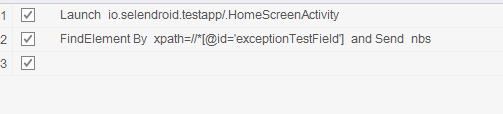 1 Launch io.selendroid.testapp/.HomeScreenActivity
2 FindElement By xpath=//*[@id='exceptionTestField'] and Send nbs
3